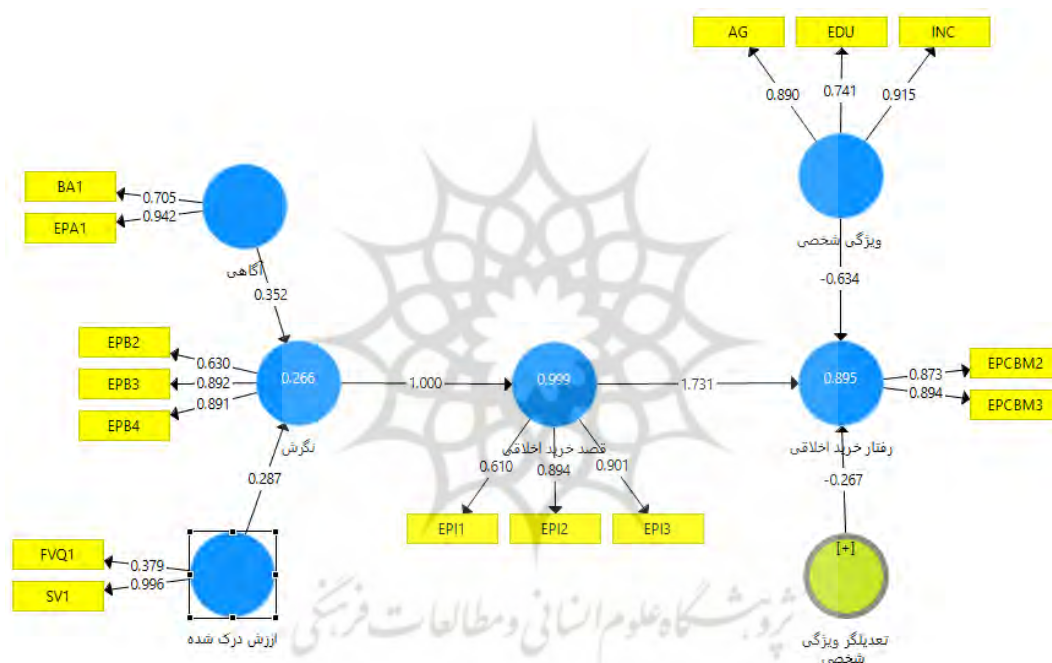 AG
EDU
INC
0.890
0.741
0.915
BA1
EPA1
0.705
0.942
آگاهی
ویژگی شخصی
0.352
-0.634
EPB2
EPB3
EPB4
0.630
0.892
0.891
0.266
نگرش
1.000
0.999
قصد خرید اخلاقی
1.731
0.895
رفتار خرید اخلاقی
0.873
0.894
EPCBM2
EPCBM3
0.610
0.894
0.901
EPI1
EPI2
EPI3
0.287
-0.267
FVQ1
SV1
0.379
0.996
ارزش درک شده
[+]
تعدیلگر ویژگی
شخصی
پژوهشگاه علوم انسانی و مطالعات فرهنگی